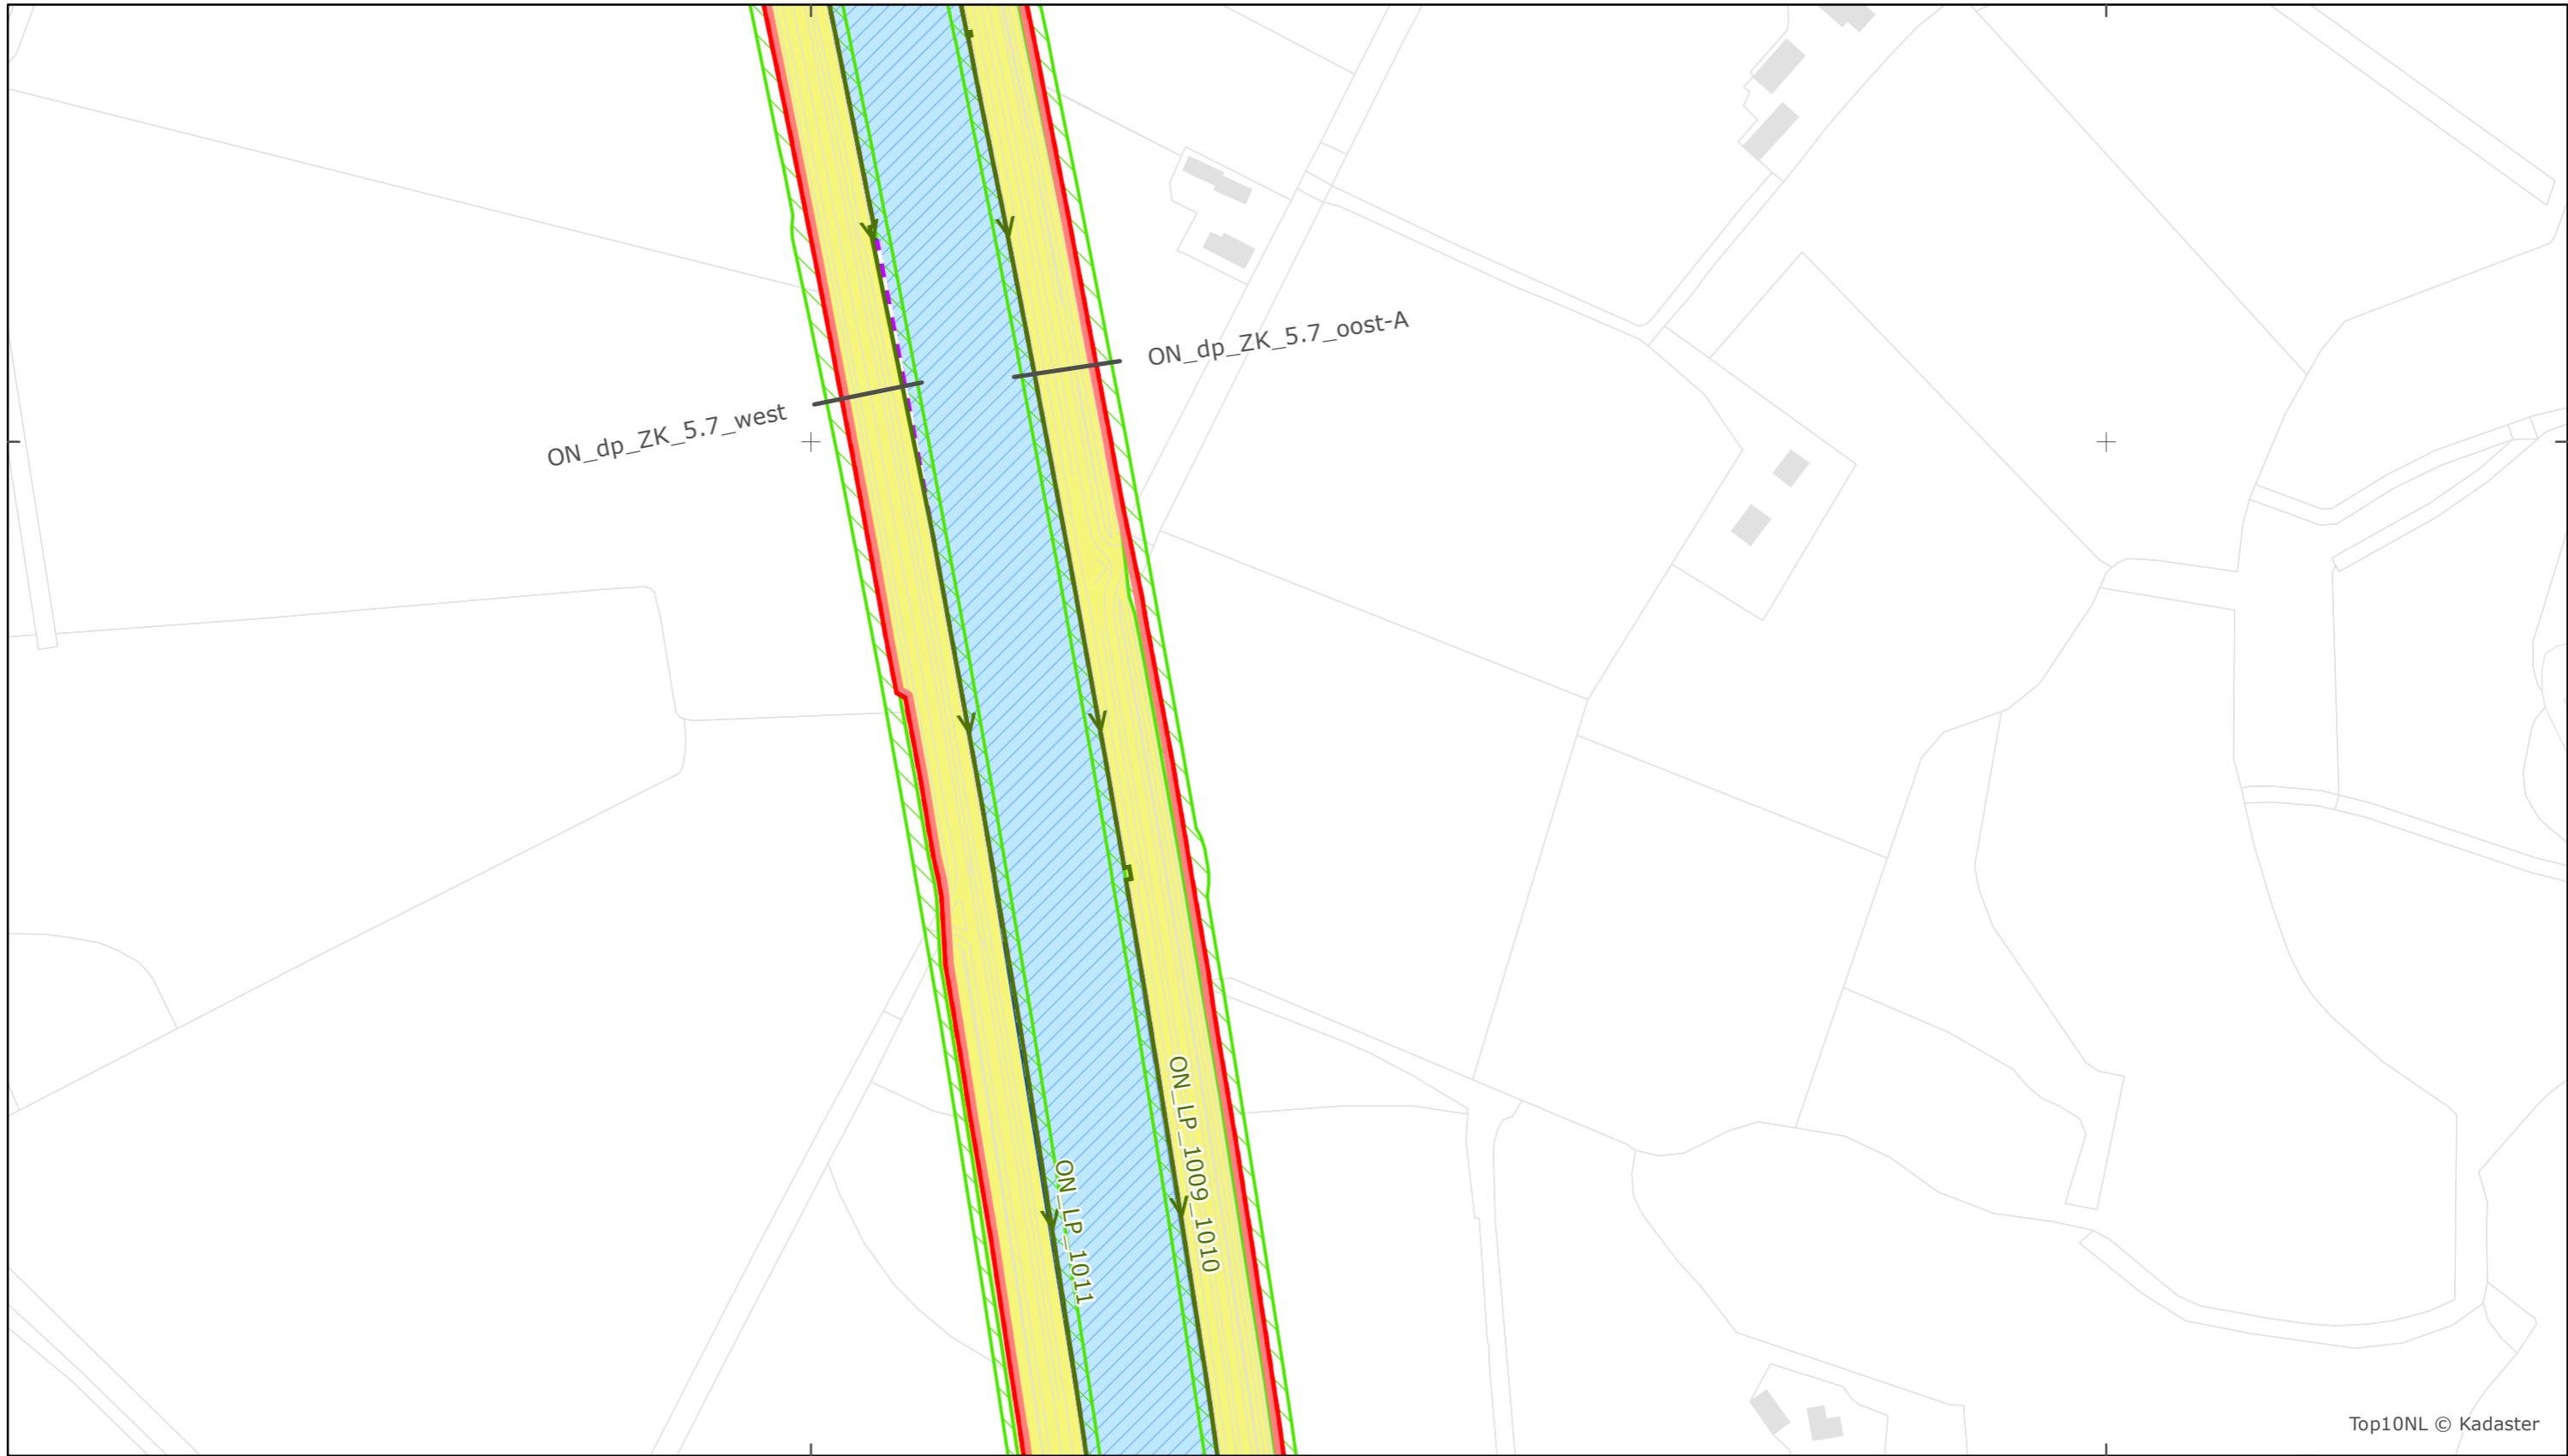 ON_dp_ZK_5.7_oost-A
ON_dp_ZK_5.7_west
ON_LP_1009_1010
ON_LP_1011
Top10NL © Kadaster